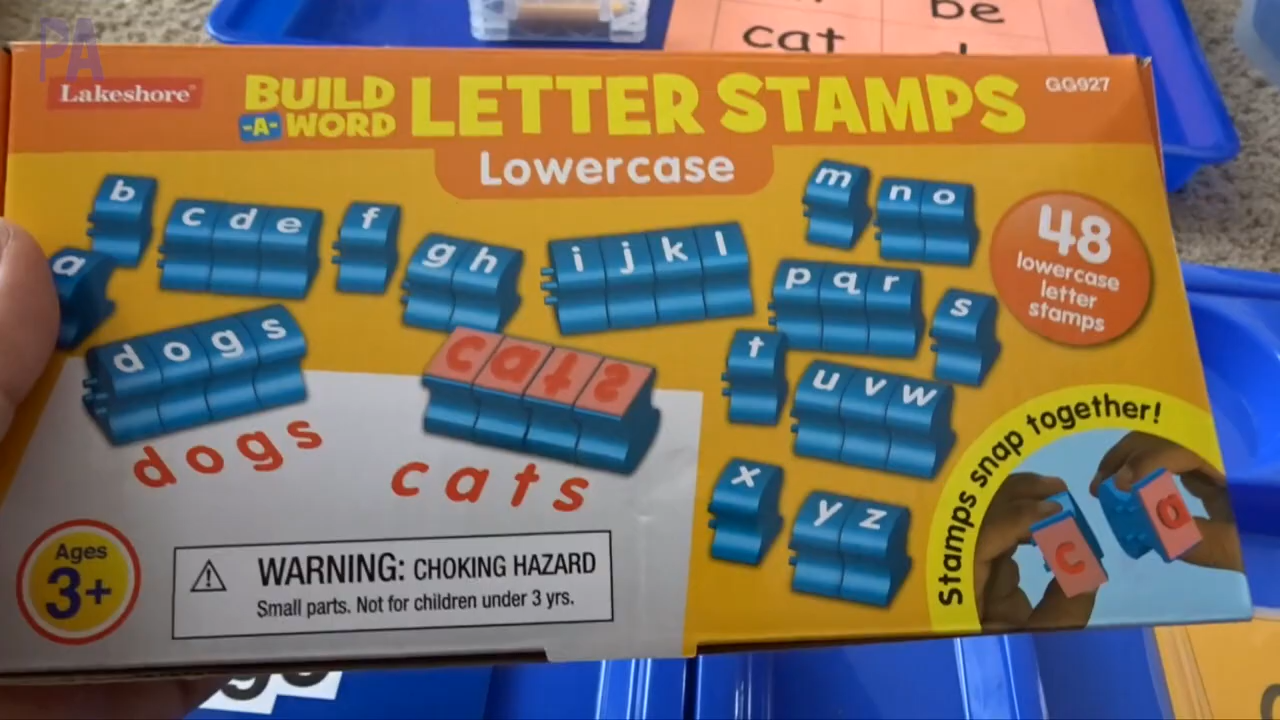 be
cat
PA
Lakeshore
BUILD
-A- WORD
LETTER STAMPS
GG927
Lowercase
b
a
c d e
f
g h
i j k l
m
n o
p q r
s
t
u v w
x
y z
48
lowercase
letter
stamps
dogs
dogs
cats
cats
Stamps snap together!
c
a
Ages
3+
WARNING: CHOKING HAZARD
Small parts. Not for children under 3 yrs.